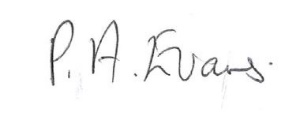 P. A. Evans.